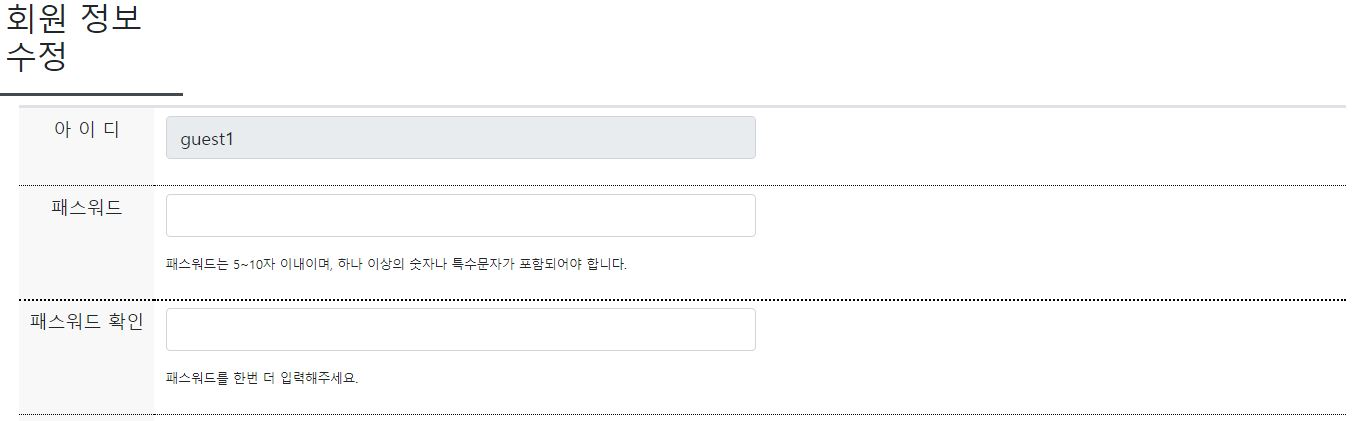 회원 정보
수정
아 이 디
guest1
패스워드
패스워드는 5~10자 이내이며, 하나 이상의 숫자나 특수문자가 포함되어야 합니다.
패스워드 확인
패스워드를 한번 더 입력해주세요.